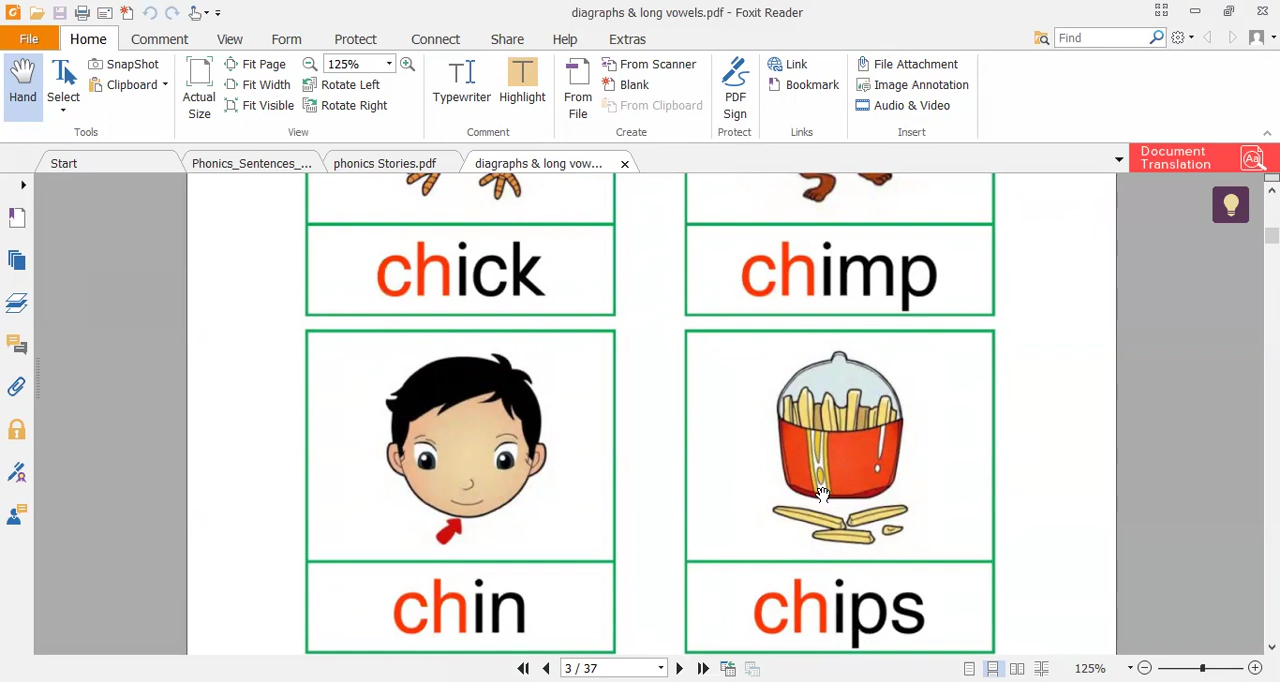 diagraphs & long vowels.pdf - Foxit Reader
File Home Comment View Form Protect Connect Share Help Extras Find
Hand
Select
SnapShot
Clipboard
Tools
Actual Size
Fit Page
Fit Width
Fit Visible
125%
Rotate Left
Rotate Right
View
Typewriter
Highlight
Comment
From File
From Scanner
Blank
From Clipboard
Create
PDF Sign
Protect
Link
Bookmark
Links
File Attachment
Image Annotation
Audio & Video
Insert
Start Phonics_Sentences_... phonics Stories.pdf diagraphs & long vow...
Document
Translation
Aa
chick chimp
chin chips
3 / 37 125%